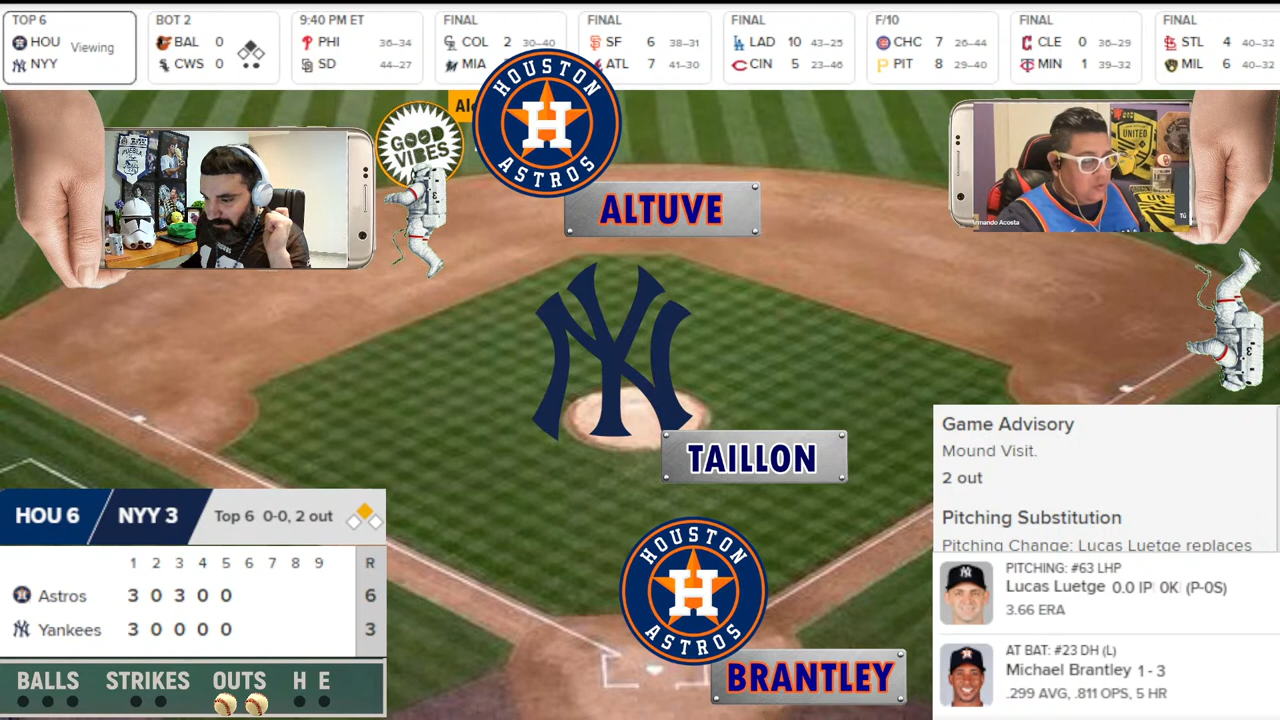 TOP 6
HOU Viewing
NYY
BOT 2
BAL 0
CWS 0
9:40 PM ET
PHI 36-34
SD 44-27
FINAL
COL 2 30-40
MIA
FINAL
SF 6 38-31
ATL 7 41-30
FINAL
LAD 10 43-25
CIN 5 23-46
F/10
CHC 7 26-44
PIT 8 29-40
FINAL
CLE 0 36-29
MIN 1 39-32
FINAL
STL 4 40-32
MIL 6 40-32
GOOD
VIBES
HOUSTON
H
ASTROS
ALTUVE
UNITED
mando Acosta
Tú
NY
TAILLON
HOUSTON
H
ASTROS
BRANTLEY
Game Advisory
Mound Visit.
2 out
Pitching Substitution
Pitching Change: Lucas Luetge replaces
PITCHING: #63 LHP
Lucas Luetge 0.0 IP 0K (P-0S)
3.66 ERA
AT BAT: #23 DH (L)
Michael Brantley 1 - 3
.299 AVG, .811 OPS, 5 HR
HOU 6 NYY 3 Top 6 0-0, 2 out
1 2 3 4 5 6 7 8 9 R
Astros 3 0 3 0 0 6
Yankees 3 0 0 0 0 3
BALLS STRIKES OUTS H E